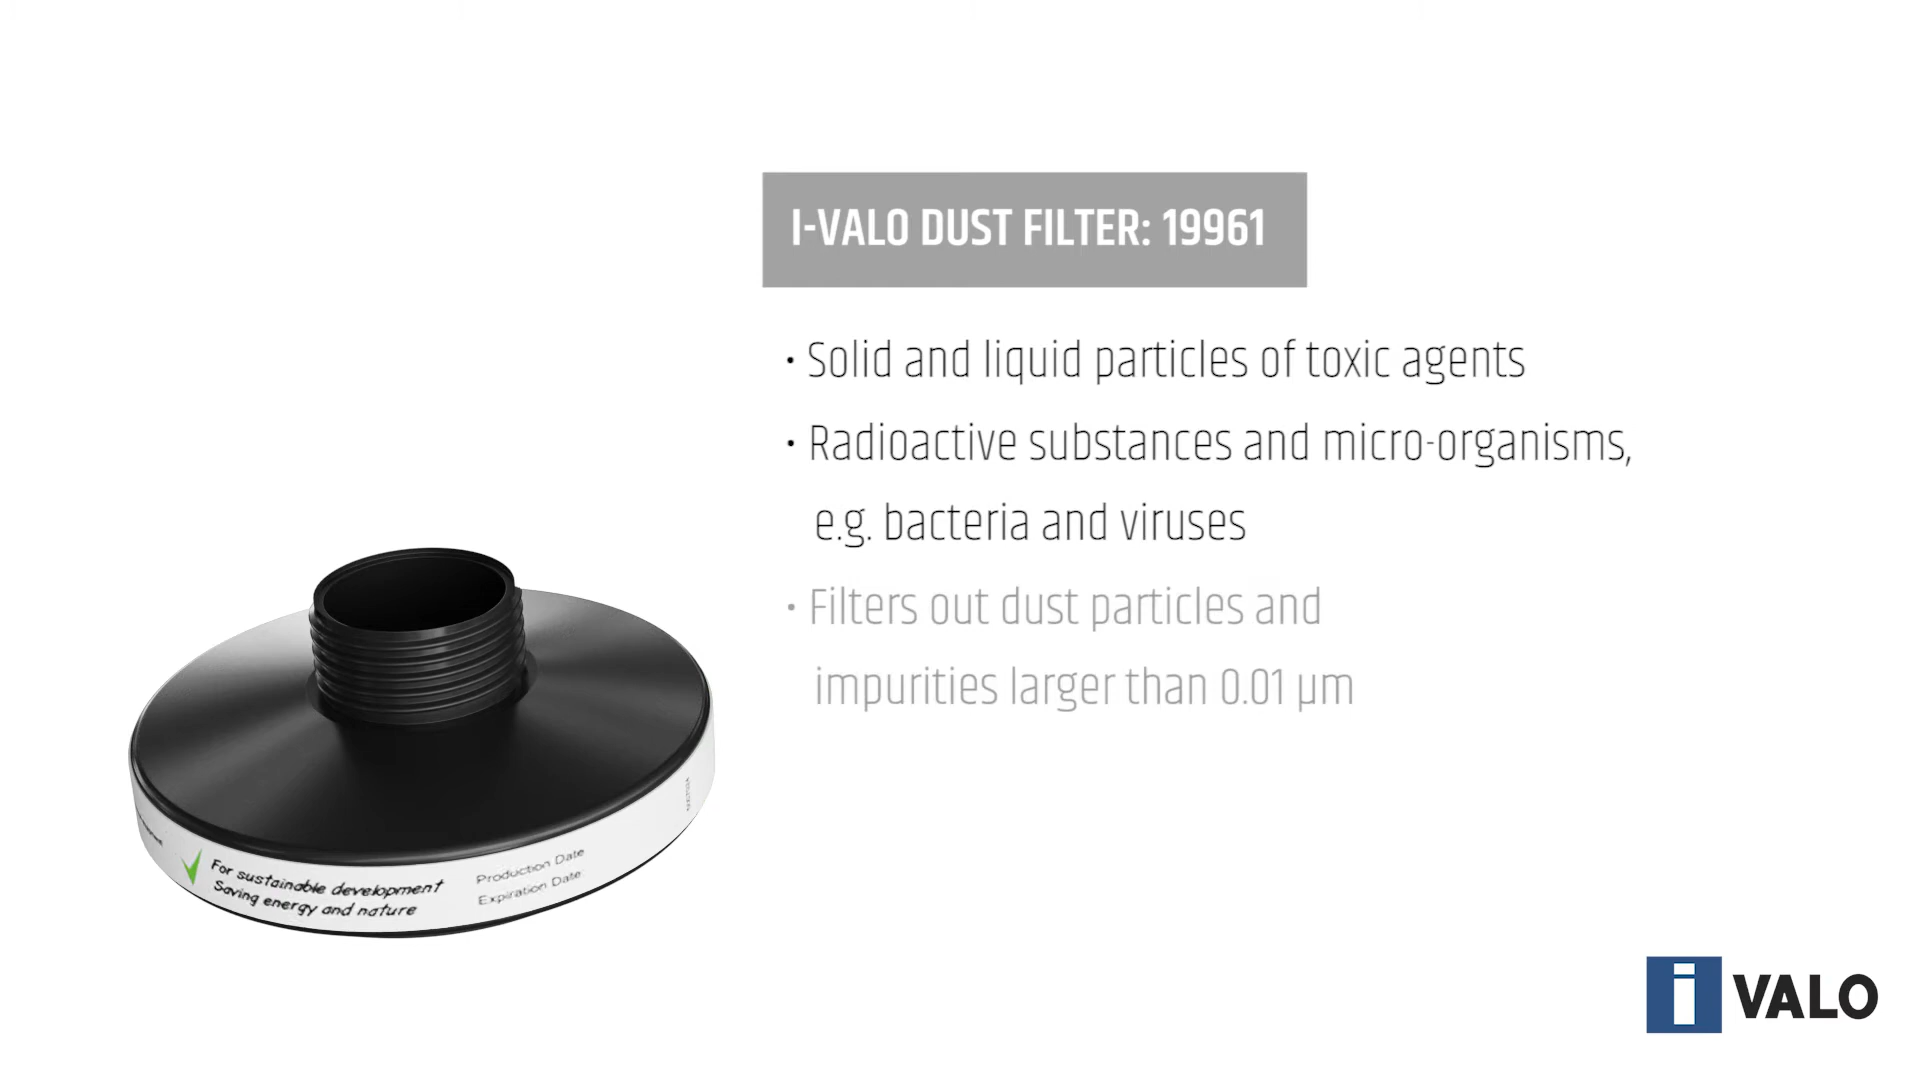 I-VALO DUST FILTER: 19961
• Solid and liquid particles of toxic agents
• Radioactive substances and micro-organisms,
e.g. bacteria and viruses
• Filters out dust particles and
impurities larger than 0.01 µm
For sustainable development
Saving energy and nature
Production Date
Expiration Date
i VALO